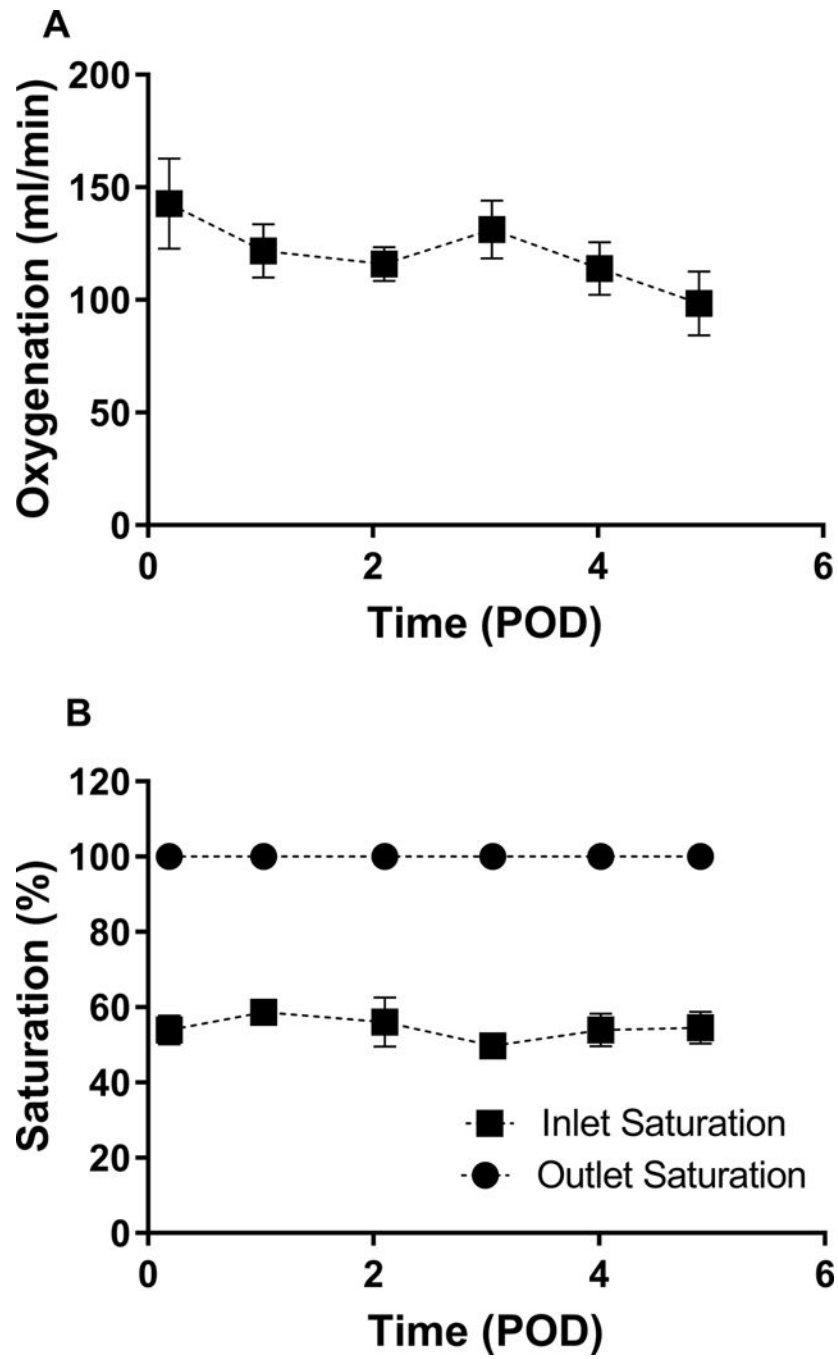 A
Oxygenation (ml/min)
200
150
100
50
0
0 2 4 6
Time (POD)
B
Saturation (%)
120
100
80
60
40
20
0
Inlet Saturation
Outlet Saturation
0 2 4 6
Time (POD)